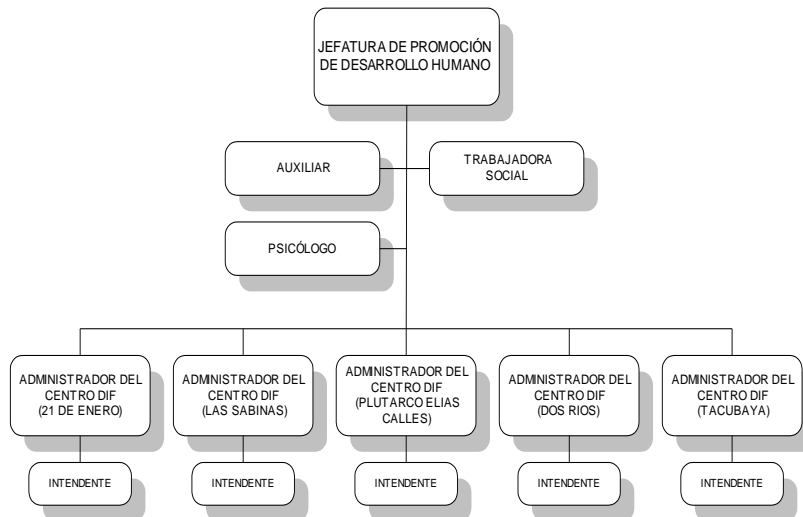 JEFATURA DE PROMOCIÓN
DE DESARROLLO HUMANO
AUXILIAR
TRABAJADORA
SOCIAL
PSICÓLOGO
ADMINISTRADOR DEL
CENTRO DIF
(21 DE ENERO)
ADMINISTRADOR DEL
CENTRO DIF
(LAS SABINAS)
ADMINISTRADOR DEL
CENTRO DIF
(PLUTARCO ELIAS
CALLES)
ADMINISTRADOR DEL
CENTRO DIF
(DOS RIOS)
ADMINISTRADOR DEL
CENTRO DIF
(TACUBAYA)
INTENDENTE
INTENDENTE
INTENDENTE
INTENDENTE
INTENDENTE